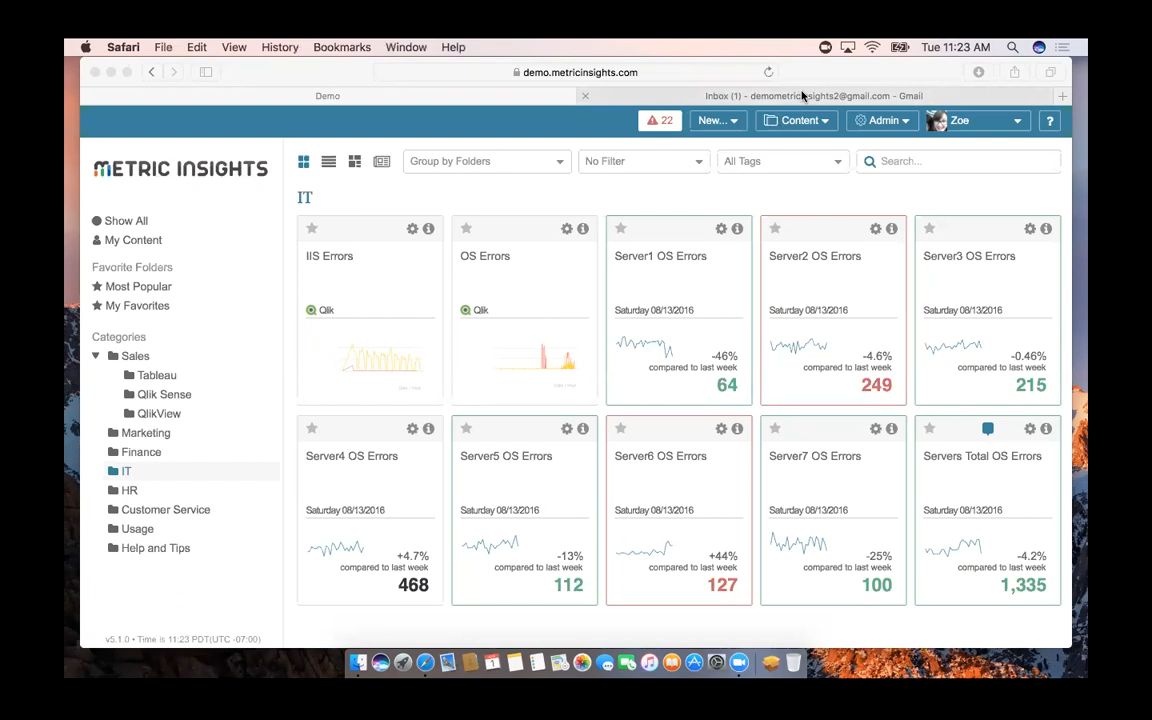 Safari File Edit View History Bookmarks Window Help Tue 11:23 AM
demo.metricinsights.com
Demo Inbox (1) - demometricinsights2@gmail.com - Gmail
22 New... Content Admin Zoe ?
METRIC INSIGHTS
Group by Folders No Filter All Tags Search...
Show All
My Content
Favorite Folders
Most Popular
My Favorites
Categories
Sales
Tableau
Qlik Sense
QlikView
Marketing
Finance
IT
HR
Customer Service
Usage
Help and Tips
v5.1.0 • Time is 11:23 PDT(UTC -07:00)
IT
IIS Errors
Qlik
OS Errors
Qlik
Server1 OS Errors
Saturday 08/13/2016
-46%
compared to last week
64
Server2 OS Errors
Saturday 08/13/2016
-4.6%
compared to last week
249
Server3 OS Errors
Saturday 08/13/2016
-0.46%
compared to last week
215
Server4 OS Errors
Saturday 08/13/2016
+4.7%
compared to last week
468
Server5 OS Errors
Saturday 08/13/2016
-13%
compared to last week
112
Server6 OS Errors
Saturday 08/13/2016
+44%
compared to last week
127
Server7 OS Errors
Saturday 08/13/2016
-25%
compared to last week
100
Servers Total OS Errors
Saturday 08/13/2016
-4.2%
compared to last week
1,335